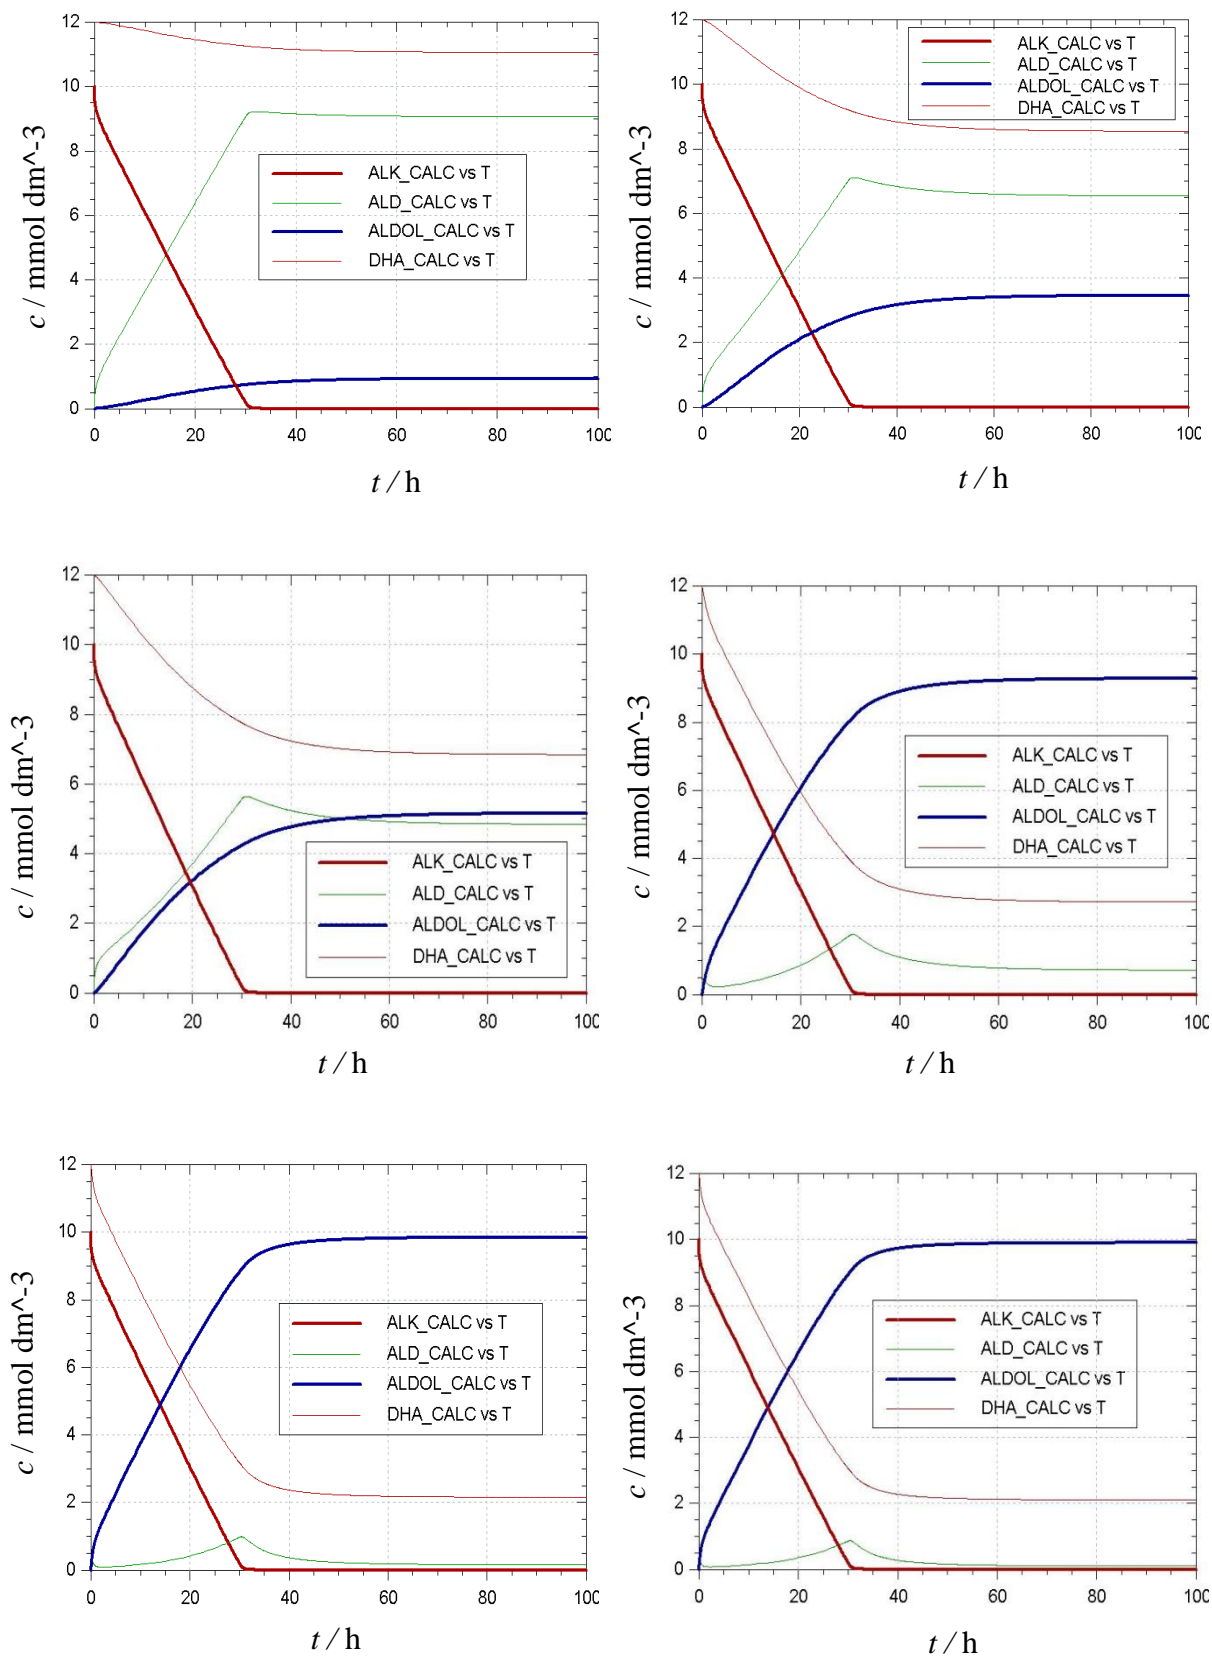 12
10
8
6
4
2
0
c / mmol dm^-3
ALK_CALC vs T
ALD_CALC vs T
ALDOL_CALC vs T
DHA_CALC vs T
0 20 40 60 80 100
t / h
12
10
8
6
4
2
0
c / mmol dm^-3
ALK_CALC vs T
ALD_CALC vs T
ALDOL_CALC vs T
DHA_CALC vs T
0 20 40 60 80 100
t / h
12
10
8
6
4
2
0
c / mmol dm^-3
ALK_CALC vs T
ALD_CALC vs T
ALDOL_CALC vs T
DHA_CALC vs T
0 20 40 60 80 100
t / h
12
10
8
6
4
2
0
c / mmol dm^-3
ALK_CALC vs T
ALD_CALC vs T
ALDOL_CALC vs T
DHA_CALC vs T
0 20 40 60 80 100
t / h
12
10
8
6
4
2
0
c / mmol dm^-3
ALK_CALC vs T
ALD_CALC vs T
ALDOL_CALC vs T
DHA_CALC vs T
0 20 40 60 80 100
t / h
12
10
8
6
4
2
0
c / mmol dm^-3
ALK_CALC vs T
ALD_CALC vs T
ALDOL_CALC vs T
DHA_CALC vs T
0 20 40 60 80 100
t / h